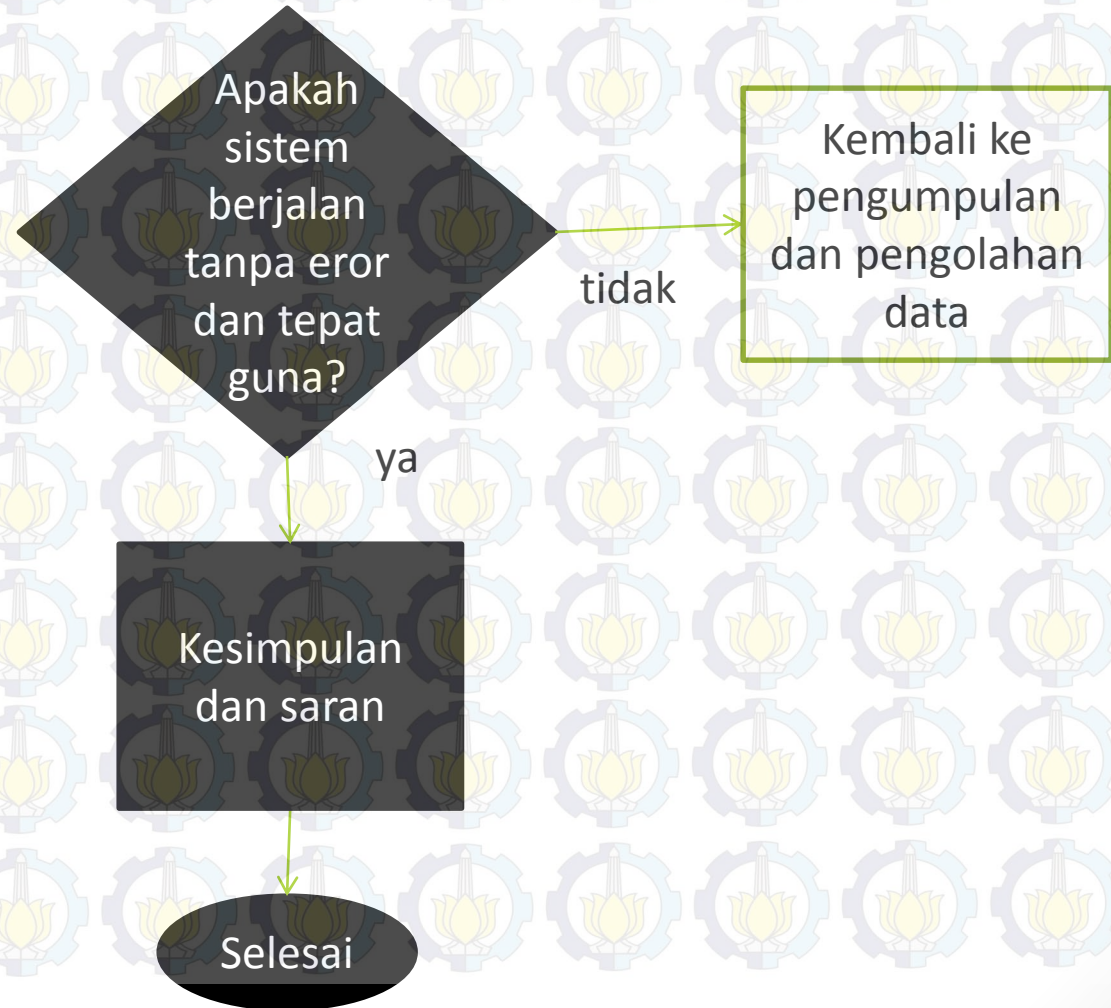 Apakah
sistem
berjalan
tanpa eror
dan tepat
guna?
tidak
Kembali ke
pengumpulan
dan pengolahan
data
ya
Kesimpulan
dan saran
Selesai